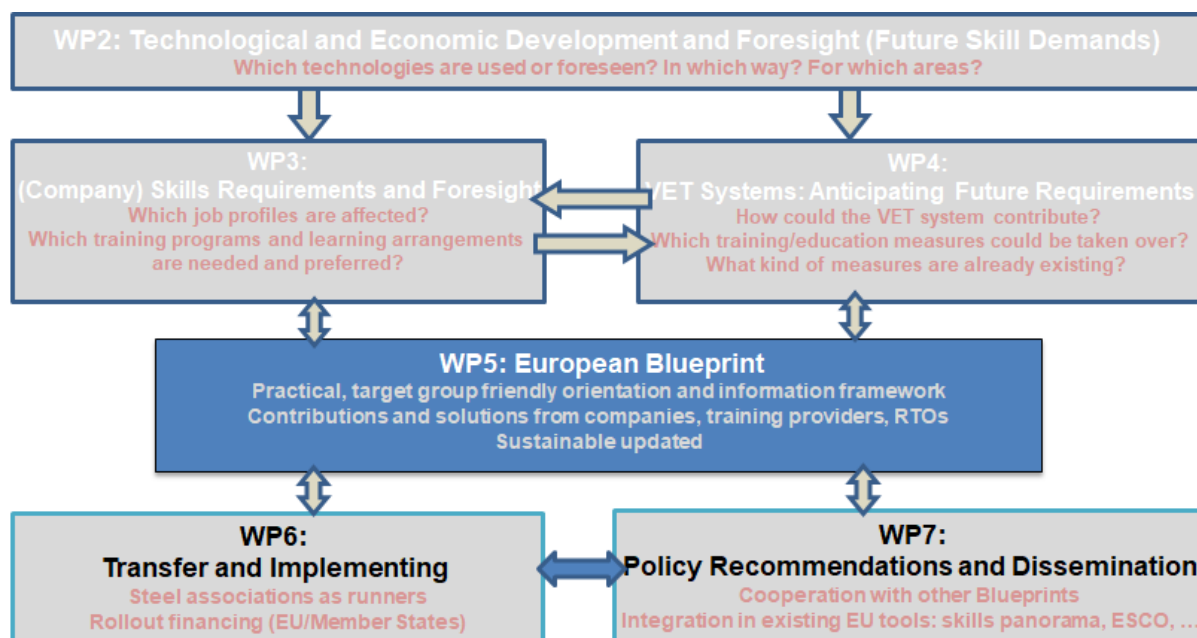 WP2: Technological and Economic Development and Foresight (Future Skill Demands)
Which technologies are used or foreseen? In which way? For which areas?
WP3:
(Company) Skills Requirements and Foresight
Which job profiles are affected?
Which training programs and learning arrangements
are needed and preferred?
WP4:
VET Systems: Anticipating Future Requirements
How could the VET system contribute?
Which training/education measures could be taken over?
What kind of measures are already existing?
WP5: European Blueprint
Practical, target group friendly orientation and information framework
Contributions and solutions from companies, training providers, RTOs
Sustainable updated
WP6:
Transfer and Implementing
Steel associations as runners
Rollout financing (EU/Member States)
WP7:
Policy Recommendations and Dissemination
Cooperation with other Blueprints
Integration in existing EU tools: skills panorama, ESCO, …